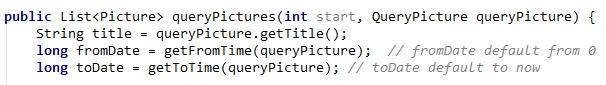 public List<Picture> queryPictures(int start, QueryPicture queryPicture) {
String title = queryPicture.getTitle();
long fromDate = getFromTime(queryPicture);  // fromDate default from 0
long toDate = getToTime(queryPicture); // toDate default to now